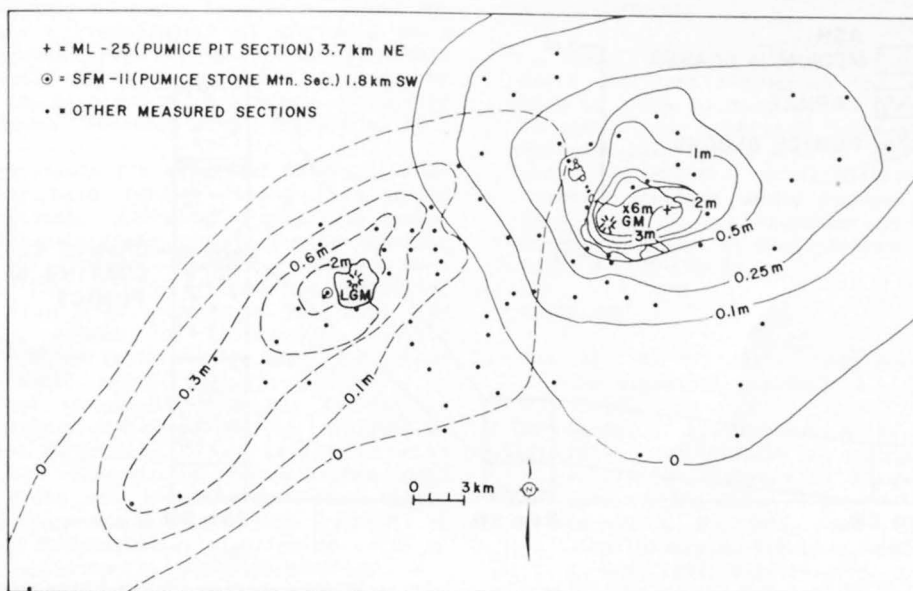 + = ML-25 (PUMICE PIT SECTION) 3.7 km NE
⊙ = SFM-11 (PUMICE STONE Mtn. Sec.) 1.8 km SW
• = OTHER MEASURED SECTIONS
1m
2m
x6m +
GM
3m
0.5m
0.25m
0.1m
0
0.6m
2m
LGM
0.3m
0.1m
0
0
0 3 km
N